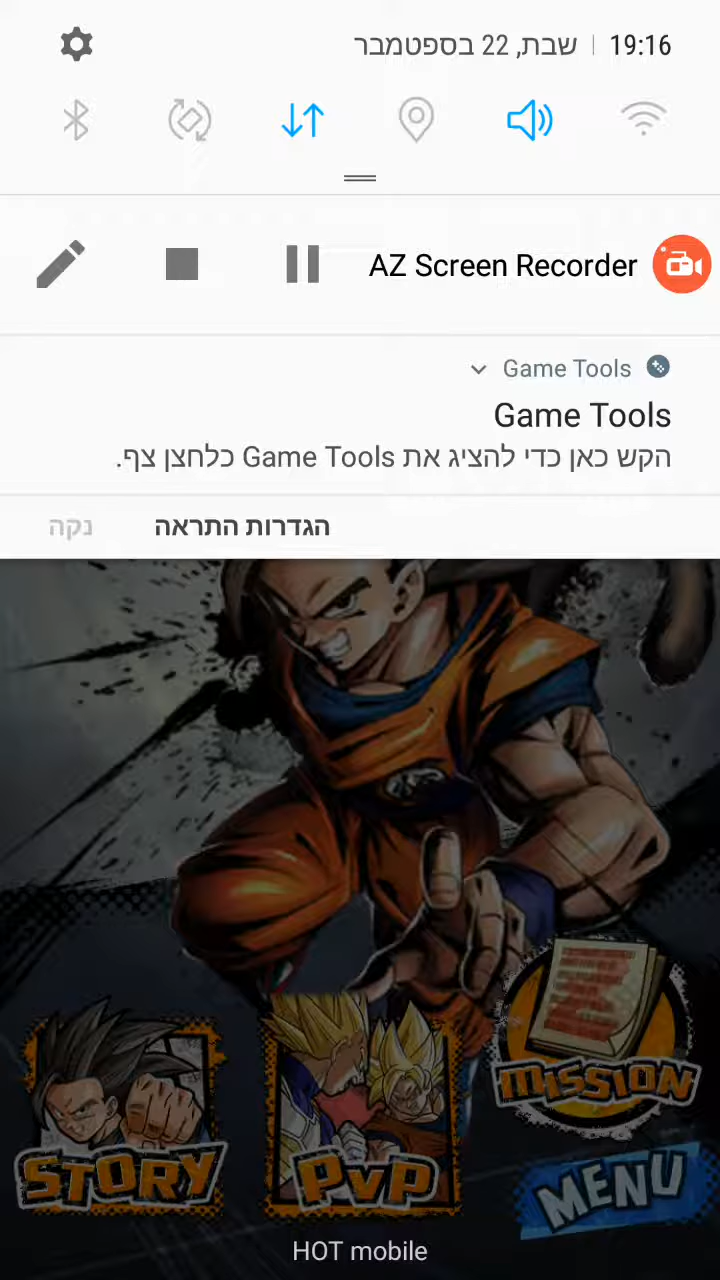 19:16 | שבת, 22 בספטמבר
AZ Screen Recorder
Game Tools
Game Tools
הקש כאן כדי להציג את Game Tools כלחצן צף.
הגדרות התראה
נקה
MISSION
STORY
PvP
MENU
HOT mobile